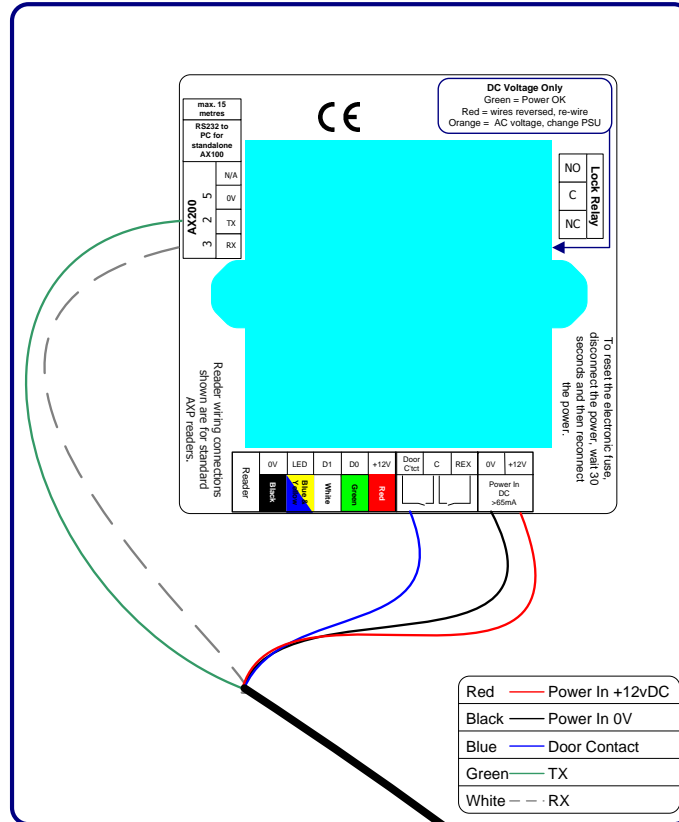 max. 15
metres
RS232 to
PC for
standalone
AX100
AX200
N/A
5 0V
2 TX
3 RX
CE
DC Voltage Only
Green = Power OK
Red = wires reversed, re-wire
Orange = AC voltage, change PSU
NO
C
NC
Lock Relay
To reset the electronic fuse,
disconnect the power, wait 30
seconds and then reconnect
the power.
Reader wiring connections
shown are for standard
AXP readers.
Reader
0V LED D1 D0 +12V
Black Blue & White Green Red
Door
C'tct
C REX
0V +12V
Power In
DC
>65mA
Red Power In +12vDC
Black Power In 0V
Blue Door Contact
Green TX
White RX